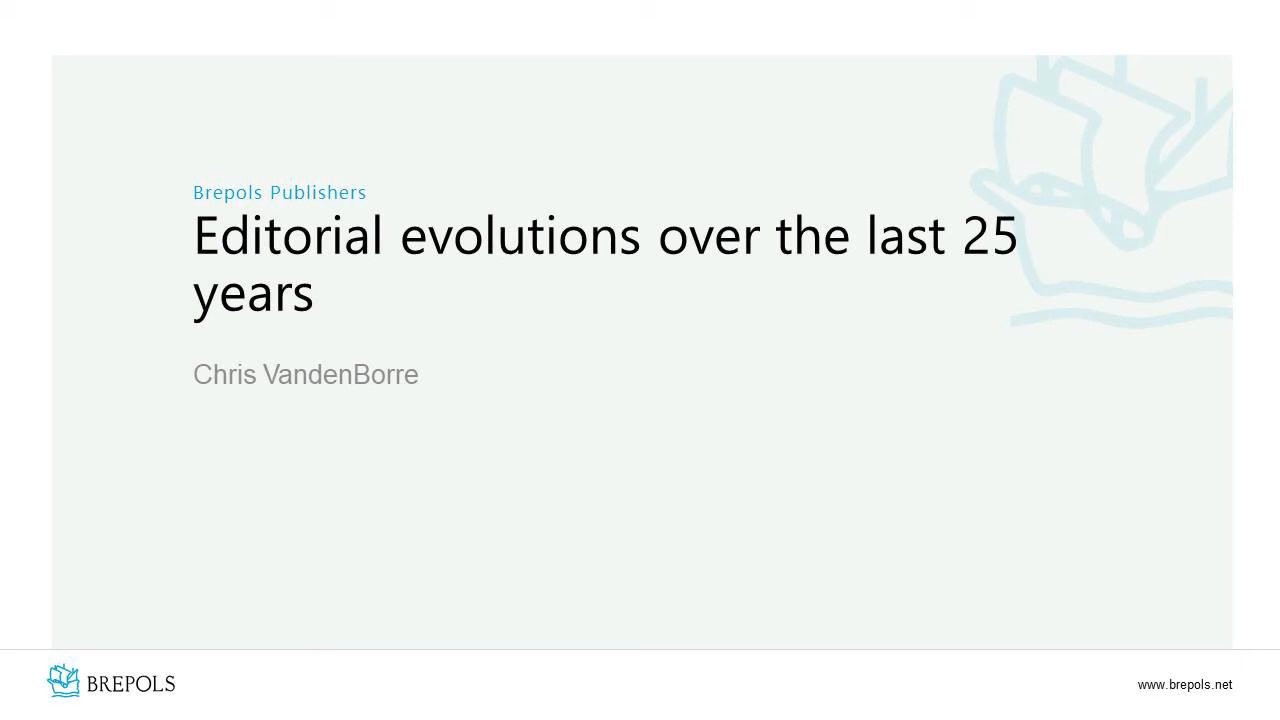 Brepols Publishers
Editorial evolutions over the last 25
years
Chris VandenBorre
BREPOLS
www.brepols.net